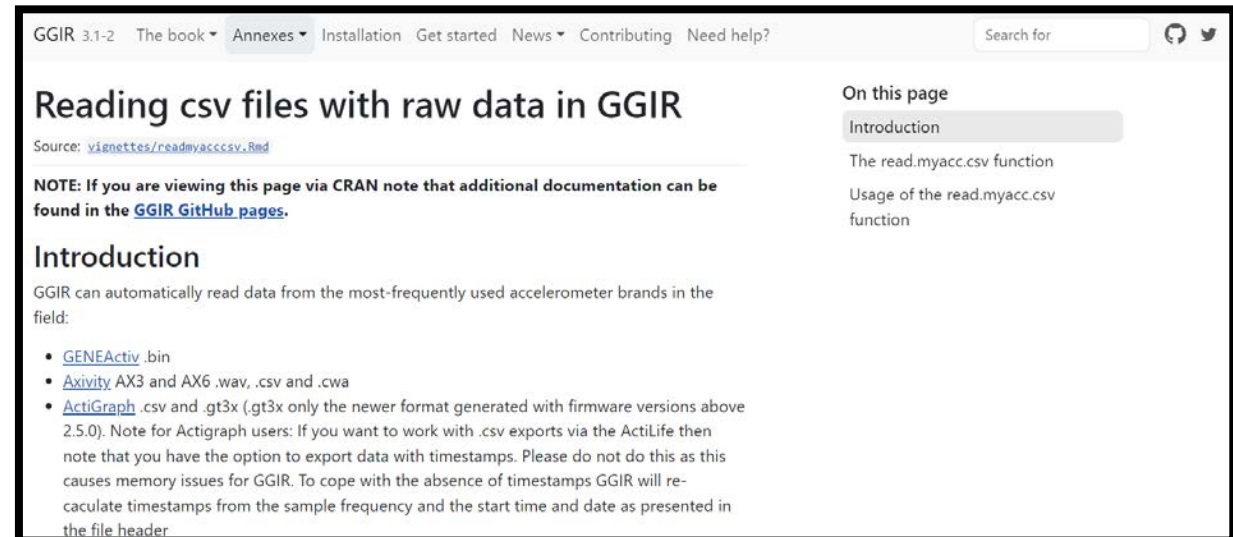 GGIR 3.1-2 The book Annexes Installation Get started News Contributing Need help? Search for
Reading csv files with raw data in GGIR
Source: vignettes/readmyacccsv.Rmd
NOTE: If you are viewing this page via CRAN note that additional documentation can be
found in the GGIR GitHub pages.
Introduction
GGIR can automatically read data from the most-frequently used accelerometer brands in the
field:
• GENEActiv .bin
• Axivity AX3 and AX6 .wav, .csv and .cwa
• ActiGraph .csv and .gt3x (.gt3x only the newer format generated with firmware versions above
2.5.0). Note for Actigraph users: If you want to work with .csv exports via the ActiLife then
note that you have the option to export data with timestamps. Please do not do this as this
causes memory issues for GGIR. To cope with the absence of timestamps GGIR will re-
caculate timestamps from the sample frequency and the start time and date as presented in
the file header
On this page
Introduction
The read.myacc.csv function
Usage of the read.myacc.csv
function